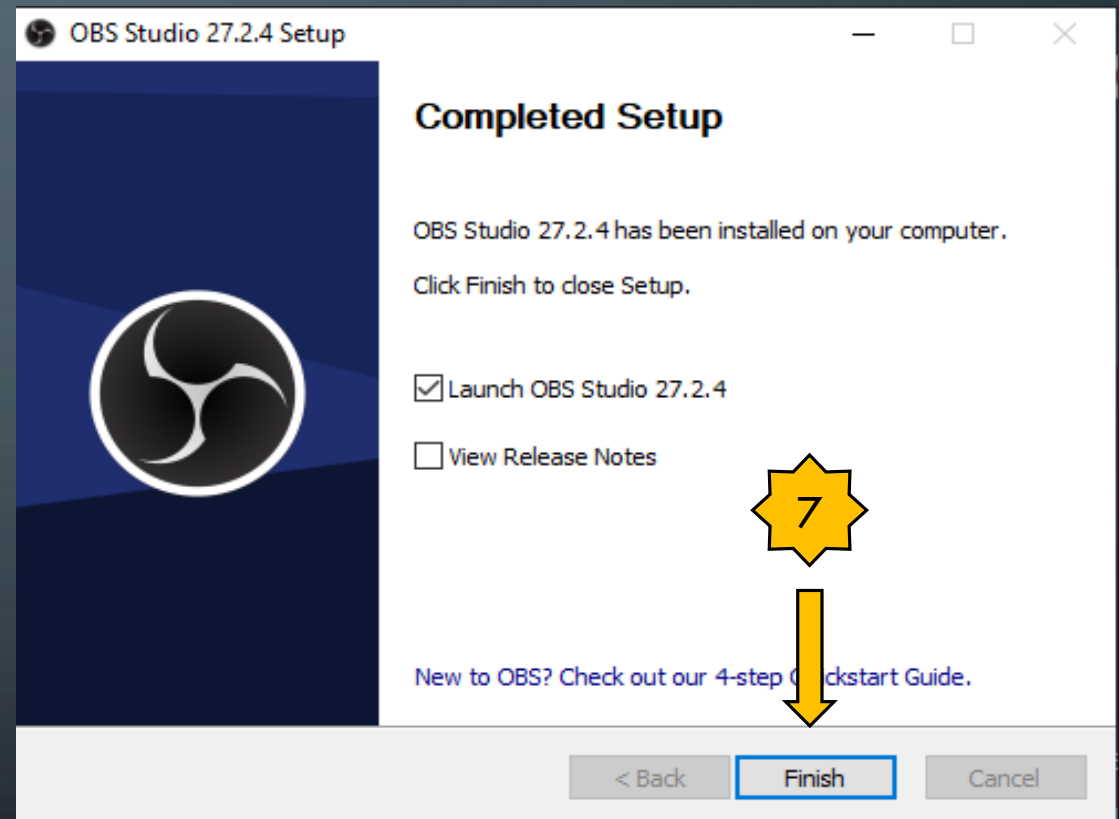 OBS Studio 27.2.4 Setup
Completed Setup
OBS Studio 27.2.4 has been installed on your computer.
Click Finish to close Setup.
Launch OBS Studio 27.2.4
View Release Notes
7
New to OBS? Check out our 4-step Guide.
< Back
Finish
Cancel